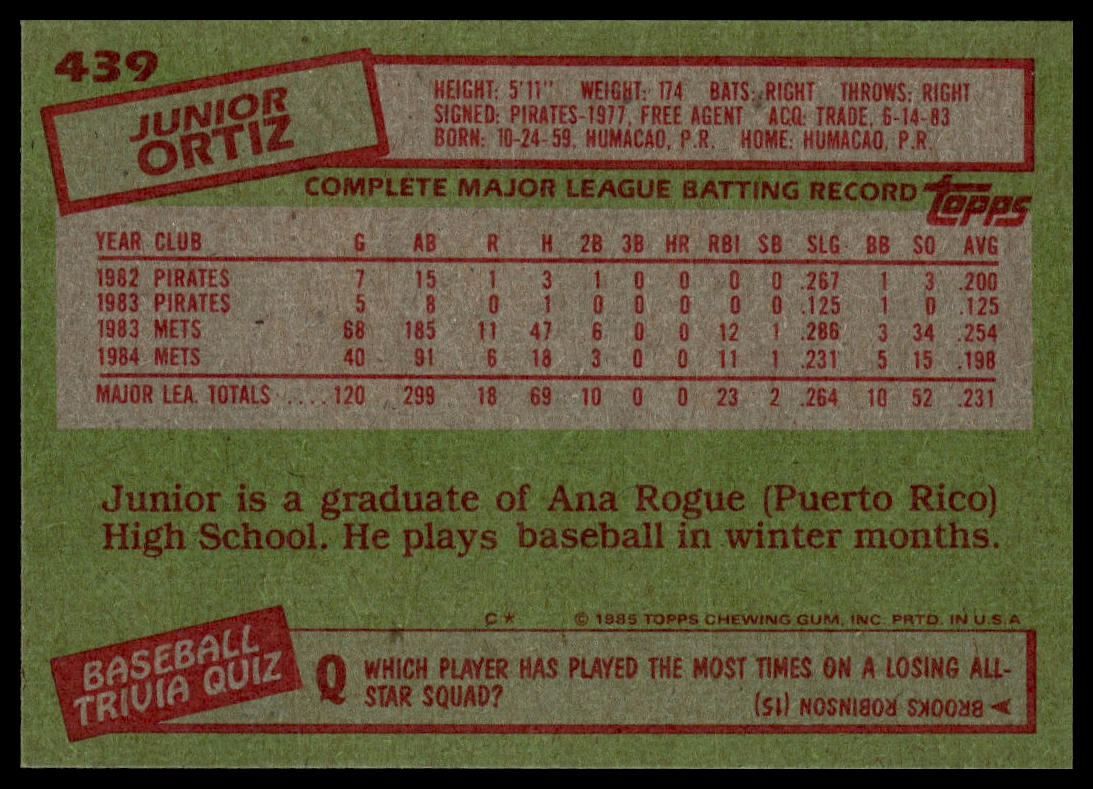 439
JUNIOR
ORTIZ
HEIGHT: 5'11" WEIGHT: 174 BATS: RIGHT THROWS: RIGHT
SIGNED: PIRATES-1977, FREE AGENT ACQ: TRADE, 6-14-83
BORN: 10-24-59, HUMACAO, P.R. HOME: HUMACAO, P.R.
COMPLETE MAJOR LEAGUE BATTING RECORD
TOPPS
YEAR CLUB G AB R H 2B 3B HR RBI SB SLG BB SO AVG
1982 PIRATES 7 15 1 3 1 0 0 0 0 .267 1 3 .200
1983 PIRATES 5 8 0 1 0 0 0 0 0 .125 1 0 .125
1983 METS 68 185 11 47 6 0 0 12 1 .286 3 34 .254
1984 METS 40 91 6 18 3 0 0 11 1 .231 5 15 .198
MAJOR LEA. TOTALS ....120 299 18 69 10 0 0 23 2 .264 10 52 .231
Junior is a graduate of Ana Rogue (Puerto Rico)
High School. He plays baseball in winter months.
C* © 1985 TOPPS CHEWING GUM, INC. PRTD. IN U.S.A.
BASEBALL
TRIVIA QUIZ
Q WHICH PLAYER HAS PLAYED THE MOST TIMES ON A LOSING ALL-
STAR SQUAD?
BROOKS ROBINSON (15)